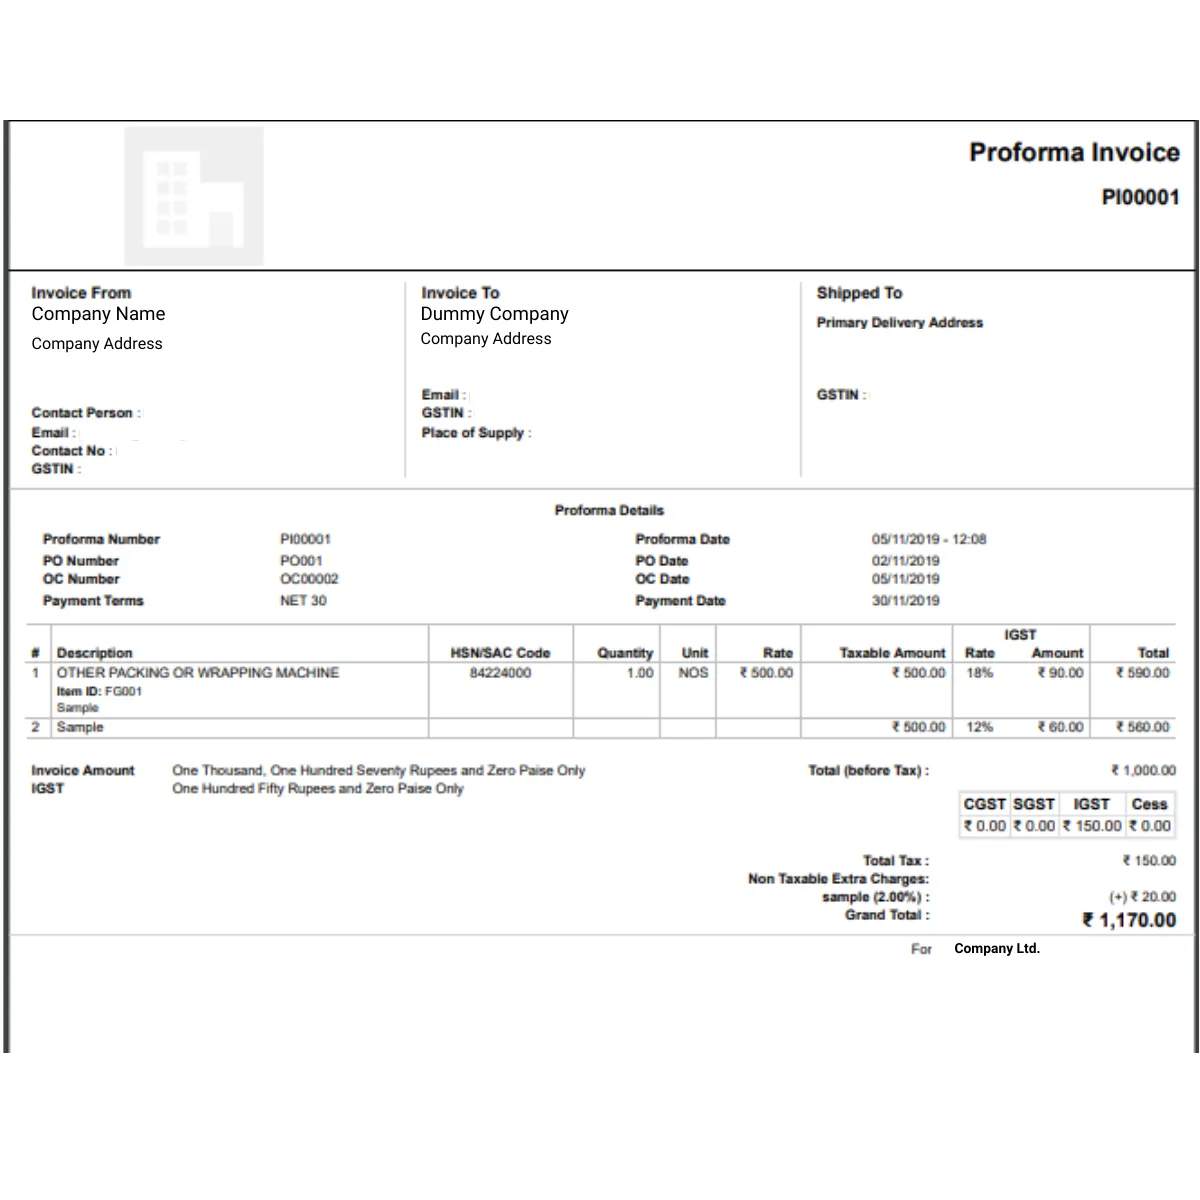 Proforma Invoice
PI00001
Invoice From
Company Name
Company Address
Contact Person :
Email :
Contact No :
GSTIN :
Invoice To
Dummy Company
Company Address
Email :
GSTIN :
Place of Supply :
Shipped To
Primary Delivery Address
GSTIN :
Proforma Details
Proforma Number PI00001 Proforma Date 05/11/2019 - 12:08
PO Number PO001 PO Date 02/11/2019
OC Number OC00002 OC Date 05/11/2019
Payment Terms NET 30 Payment Date 30/11/2019
IGST
# Description HSN/SAC Code Quantity Unit Rate Taxable Amount Rate Amount Total
1 OTHER PACKING OR WRAPPING MACHINE 84224000 1.00 NOS ₹ 500.00 ₹ 500.00 18% ₹ 90.00 ₹ 590.00
Item ID: FG001
Sample
2 Sample ₹ 500.00 12% ₹ 60.00 ₹ 560.00
Invoice Amount One Thousand, One Hundred Seventy Rupees and Zero Paise Only Total (before Tax) : ₹ 1,000.00
IGST One Hundred Fifty Rupees and Zero Paise Only
CGST SGST IGST Cess
₹ 0.00 ₹ 0.00 ₹ 150.00 ₹ 0.00
Total Tax : ₹ 150.00
Non Taxable Extra Charges:
sample (2.00%) : (+) ₹ 20.00
Grand Total : ₹ 1,170.00
For Company Ltd.